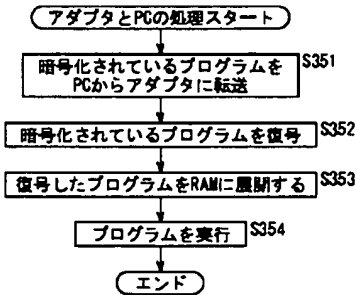 アダプタとPCの処理スタート
暗号化されているプログラムを
PCからアダプタに転送
S351
暗号化されているプログラムを復号
S352
復号したプログラムをRAMに展開する
S353
プログラムを実行
S354
エンド